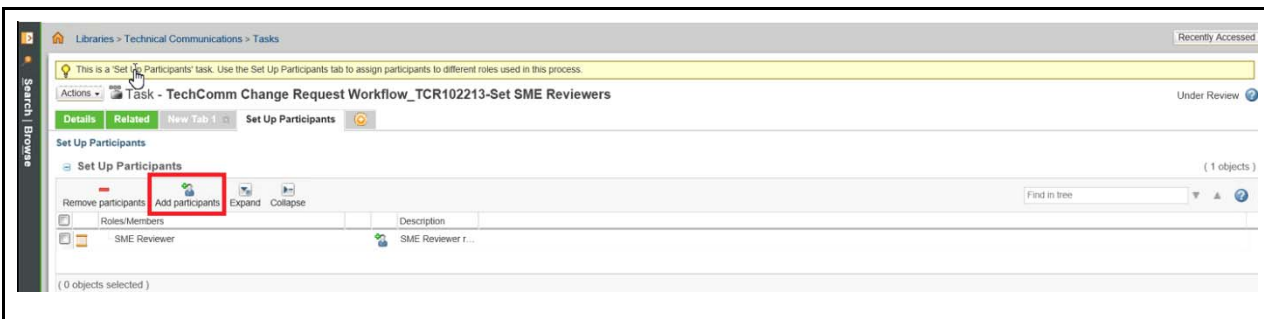 Libraries > Technical Communications > Tasks
Recently Accessed
This is a 'Set Up Participants' task. Use the Set Up Participants tab to assign participants to different roles used in this process.
Search | Browse
Actions Task - TechComm Change Request Workflow_TCR102213-Set SME Reviewers
Under Review
Details Related New Tab 1 Set Up Participants
Set Up Participants
Set Up Participants
( 1 objects )
Remove participants Add participants Expand Collapse
Find in tree
Roles/Members Description
SME Reviewer SME Reviewer r...
( 0 objects selected )